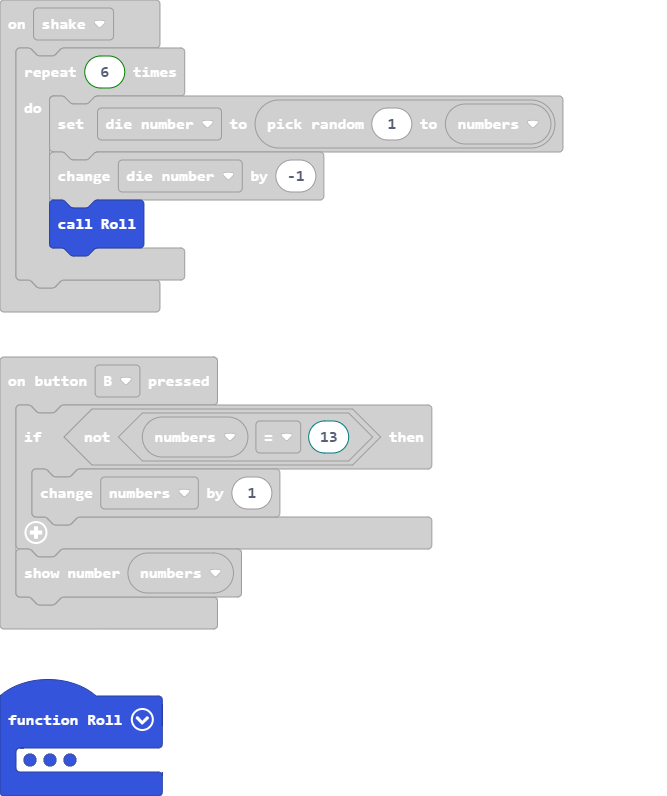 on shake
repeat 6 times
do
set die number to pick random 1 to numbers
change die number by -1
call Roll
on button B pressed
if not numbers = 13 then
change numbers by 1
show number numbers
function Roll